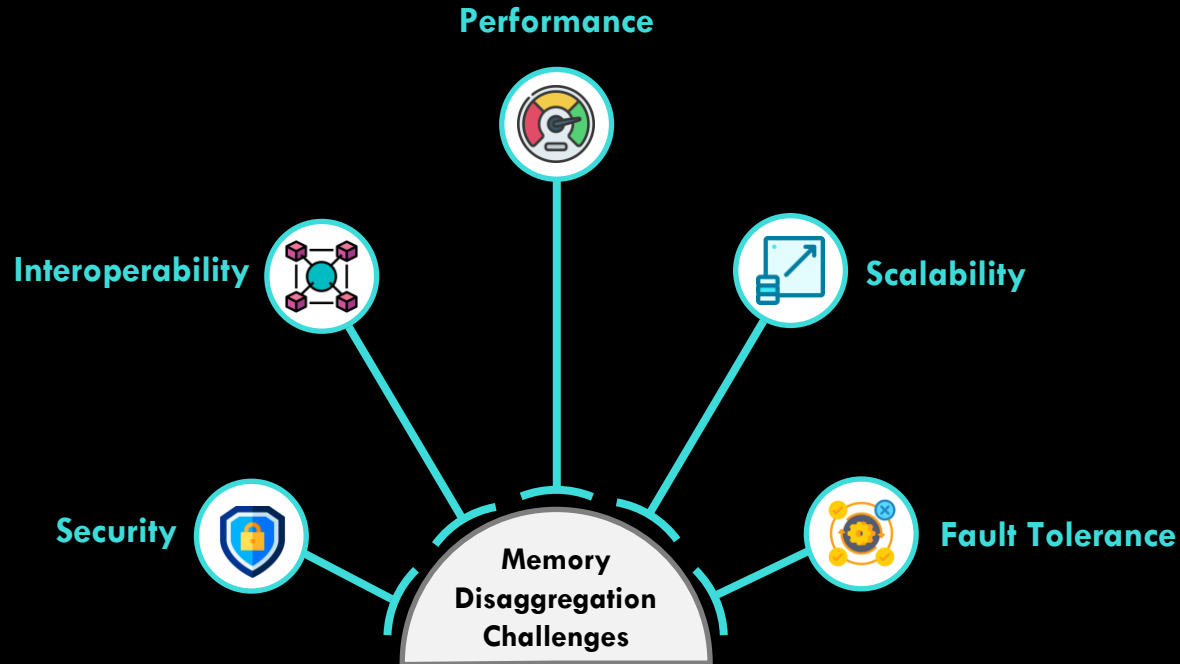 Performance
Interoperability
Scalability
Security
Fault Tolerance
Memory
Disaggregation
Challenges